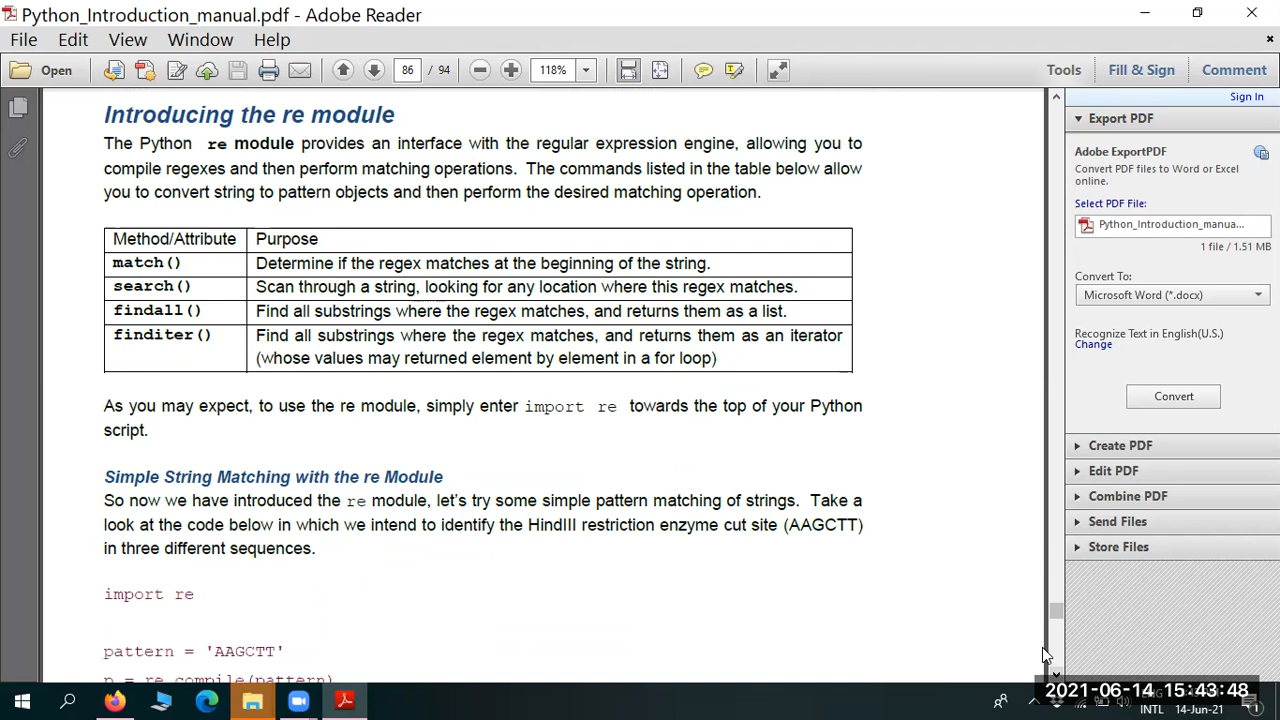 Python_Introduction_manual.pdf - Adobe Reader
File Edit View Window Help
Open 86 / 94 118% Tools Fill & Sign Comment
Sign In
Introducing the re module
The Python re module provides an interface with the regular expression engine, allowing you to
compile regexes and then perform matching operations. The commands listed in the table below allow
you to convert string to pattern objects and then perform the desired matching operation.
Method/Attribute Purpose
match() Determine if the regex matches at the beginning of the string.
search() Scan through a string, looking for any location where this regex matches.
findall() Find all substrings where the regex matches, and returns them as a list.
finditer() Find all substrings where the regex matches, and returns them as an iterator
(whose values may returned element by element in a for loop)
As you may expect, to use the re module, simply enter import re towards the top of your Python
script.
Simple String Matching with the re Module
So now we have introduced the re module, let's try some simple pattern matching of strings. Take a
look at the code below in which we intend to identify the HindIII restriction enzyme cut site (AAGCTT)
in three different sequences.
import re
pattern = 'AAGCTT'
p = re.compile(pattern)
Export PDF
Adobe ExportPDF
Convert PDF files to Word or Excel
online.
Select PDF File:
Python_Introduction_manua...
1 file / 1.51 MB
Convert To:
Microsoft Word (*.docx)
Recognize Text in English(U.S.)
Change
Convert
Create PDF
Edit PDF
Combine PDF
Send Files
Store Files
2021-06-14 15:43:48
INTL 14-Jun-21